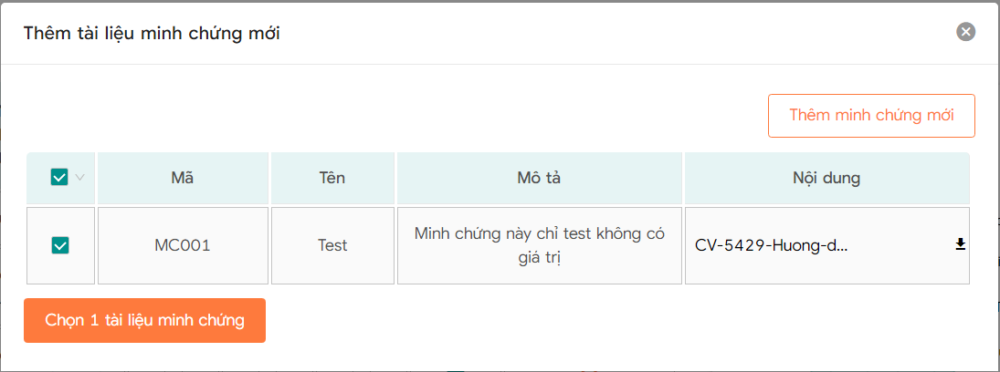 Thêm tài liệu minh chứng mới
Thêm minh chứng mới
Mã Tên Mô tả Nội dung
MC001 Test Minh chứng này chỉ test không có CV-5429-Huong-d...
giá trị
Chọn 1 tài liệu minh chứng